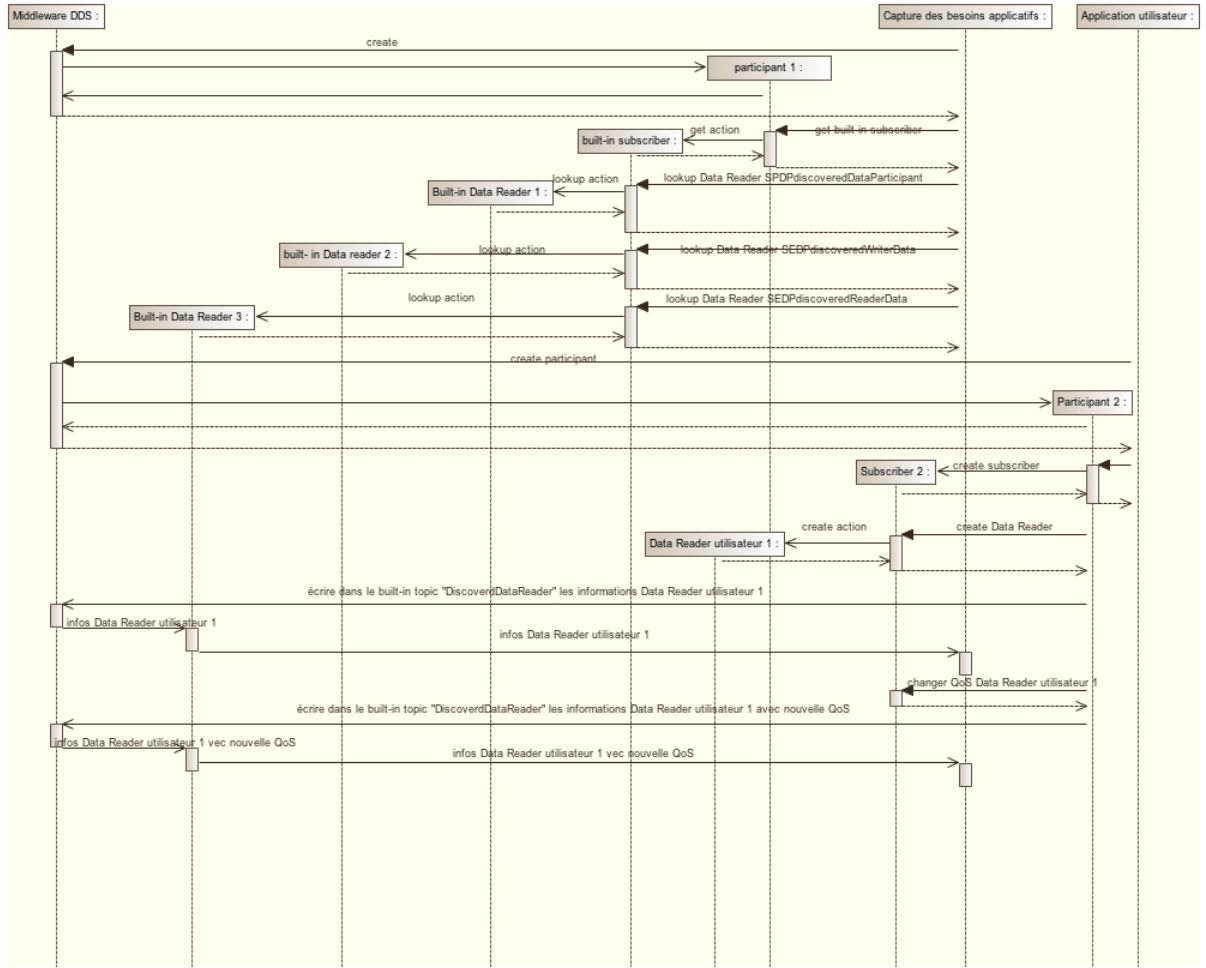 Middleware DDS :
Capture des besoins applicatifs :
Application utilisateur :
create
participant 1 :
get action
get built in subscriber
built-in subscriber :
lookup action
lookup Data Reader SPDPdiscoveredDataParticipant
Built-in Data Reader 1 :
lookup action
lookup Data Reader SEDPdiscoveredWriterData
built- in Data reader 2 :
lookup action
lookup Data Reader SEDPdiscoveredReaderData
Built-in Data Reader 3 :
create participant
Participant 2 :
create subscriber
Subscriber 2 :
create action
create Data Reader
Data Reader utilisateur 1 :
écrire dans le built-in topic "DiscoverdDataReader" les informations Data Reader utilisateur 1
infos Data Reader utilisateur 1
infos Data Reader utilisateur 1
changer QoS Data Reader utilisateur 1
écrire dans le built-in topic "DiscoverdDataReader" les informations Data Reader utilisateur 1 avec nouvelle QoS
infos Data Reader utilisateur 1 vec nouvelle QoS
infos Data Reader utilisateur 1 vec nouvelle QoS